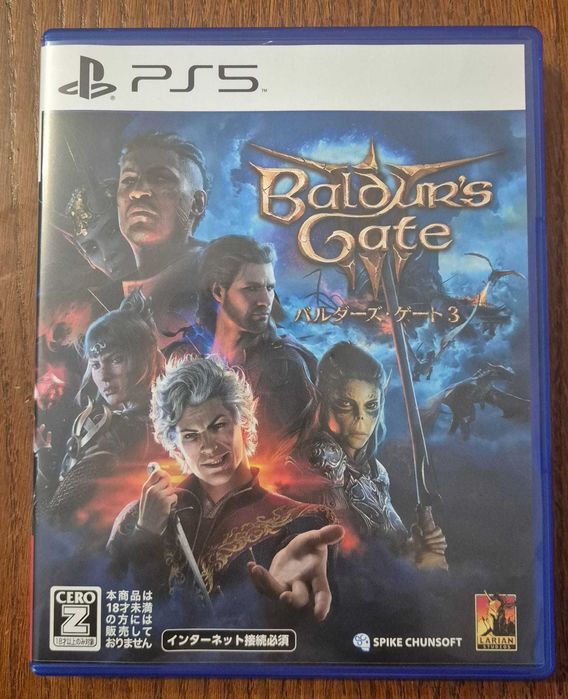 PS5
BALDUR'S
Gate
III
バルダーズ・ゲート3
CERO
Z
18才以上のみ対象
本商品は
18才未満
の方には
販売して
おりません
インターネット接続必須
SPIKE CHUNSOFT
LARIAN
STUDIOS